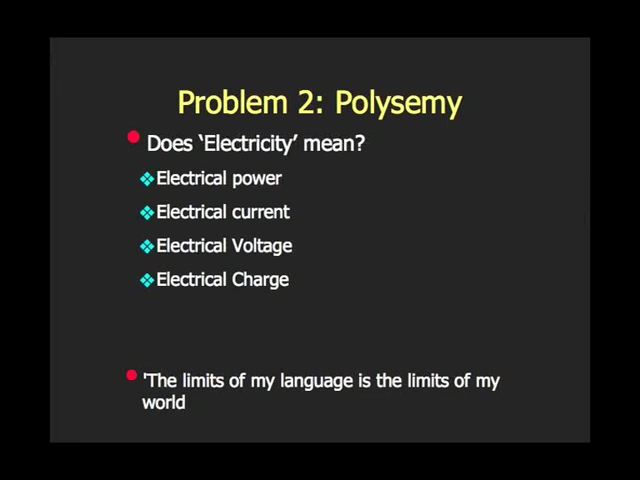 Problem 2: Polysemy
Does ‘Electricity’ mean?
Electrical power
Electrical current
Electrical Voltage
Electrical Charge
'The limits of my language is the limits of my
world